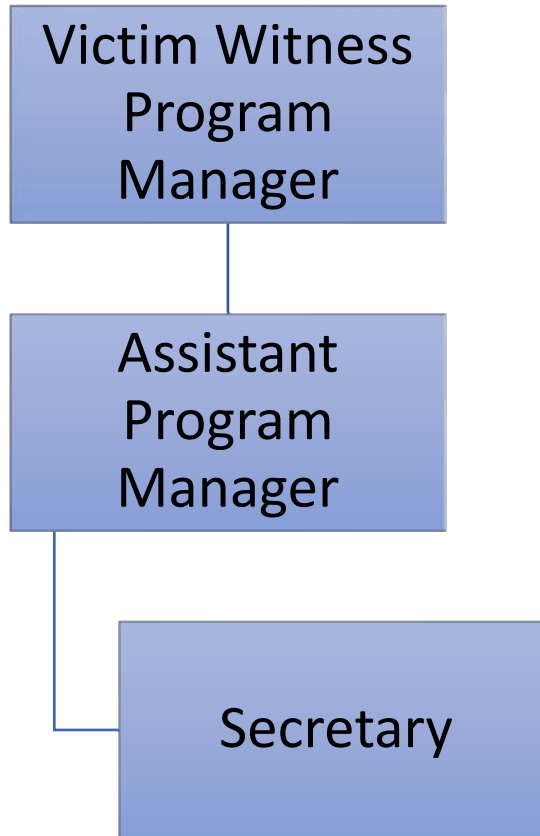 Victim Witness
Program
Manager
Assistant
Program
Manager
Secretary